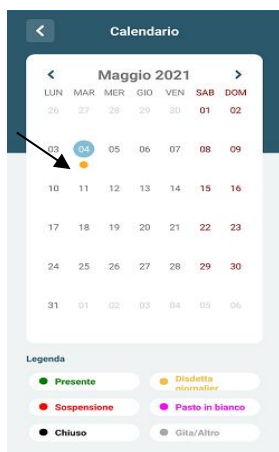 Calendario
Maggio 2021
LUN MAR MER GIO VEN SAB DOM
26 27 28 29 30 01 02
03 04 05 06 07 08 09
10 11 12 13 14 15 16
17 18 19 20 21 22 23
24 25 26 27 28 29 30
31 01 02 03 04 05 06
Legenda
Presente
Disdetta
giornalier
Sospensione
Pasto in bianco
Chiuso
Gita/Altro